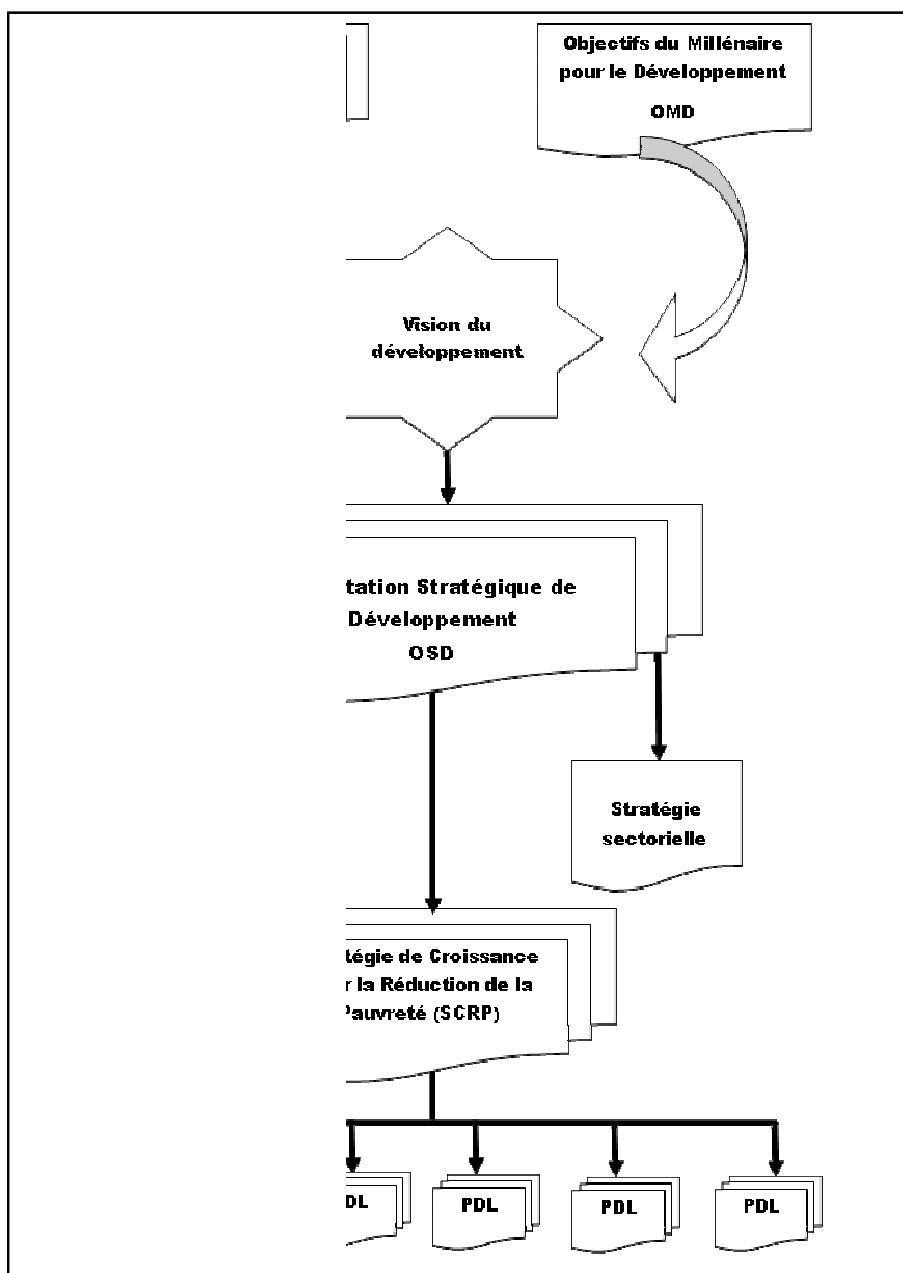 Objectifs du Millénaire
pour le Développement
OMD
Vision du
développement
tation Stratégique de
Développement
OSD
Stratégie
sectorielle
tégie de Croissance
r la Réduction de la
Pauvreté (SCRP)
DL
PDL
PDL
PDL